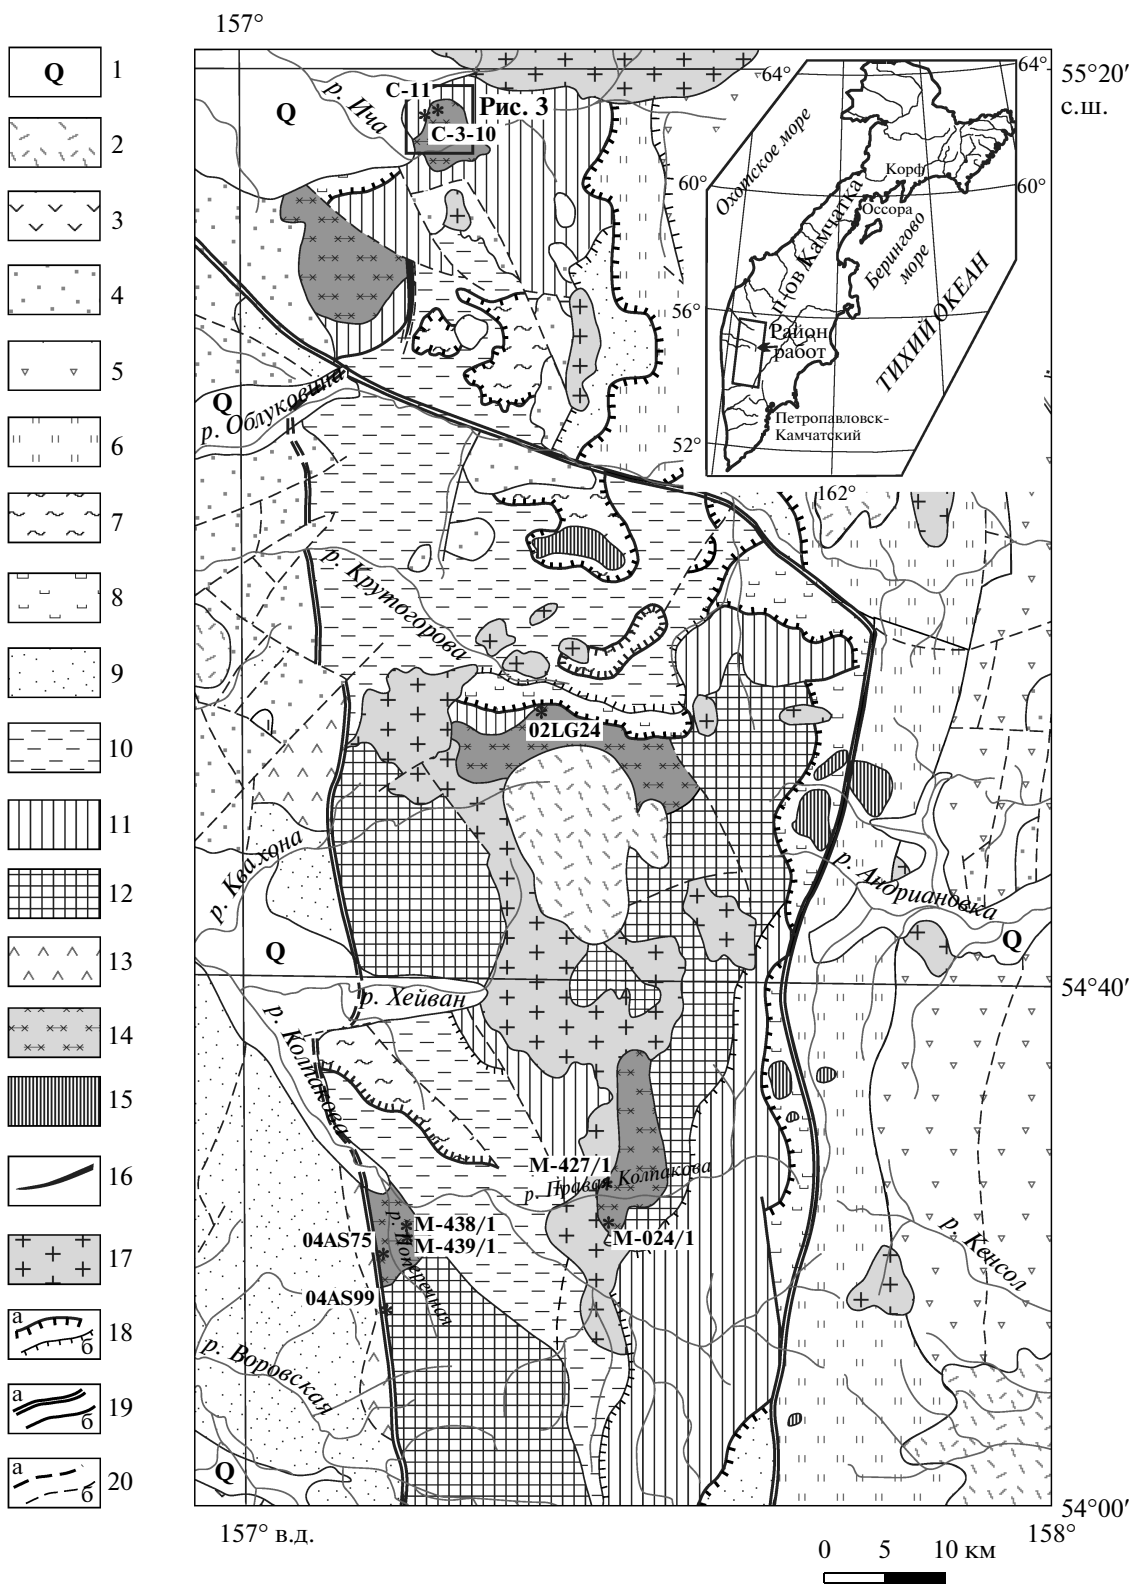 157°
55°20′
с.ш.
Q
1
2
3
4
5
6
7
8
9
10
11
12
13
14
15
16
17
а
б
18
а
б
19
а
б
20
Q
р. Ича
С-11
Рис. 3
С-3-10
64°
64°
60°
60°
56°
52°
162°
Охотское море
Корф
Оссора
п-ов Камчатка
Берингово
море
ТИХИЙ ОКЕАН
Район
работ
Петропавловск-
Камчатский
Q
р. Облуковина
р. Крутогорова
02LG24
р. Квахона
р. Андриановка
Q
Q
54°40′
р. Хейван
р. Колпакова
М-427/1
р. Правая Колпакова
М-438/1
М-439/1
М-024/1
04AS75
р. Поперечная
04AS99
р. Кенсол
р. Воровская
Q
54°00′
157° в.д.
158°
0 5 10 км